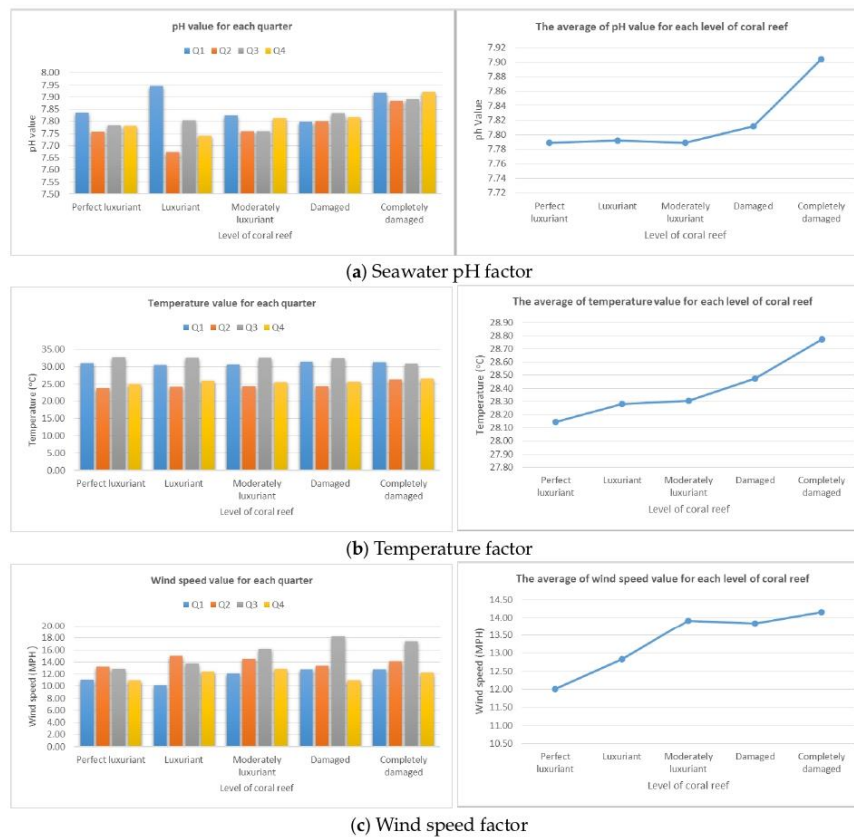 pH value for each quarter
Q1 Q2 Q3 Q4
8.00
7.95
7.90
7.85
7.80
7.75
7.70
7.65
7.60
7.55
7.50
pH value
Perfect luxuriant Luxuriant Moderately luxuriant Damaged Completely damaged
Level of coral reef
The average of pH value for each level of coral reef
7.92
7.90
7.88
7.86
7.84
7.82
7.80
7.78
7.76
7.74
7.72
ph Value
Perfect luxuriant Luxuriant Moderately luxuriant Damaged Completely damaged
Level of coral reef
(a) Seawater pH factor
Temperature value for each quarter
Q1 Q2 Q3 Q4
35.00
30.00
25.00
20.00
15.00
10.00
5.00
0.00
Temperature (°C)
Perfect luxuriant Luxuriant Moderately luxuriant Damaged Completely damaged
Level of coral reef
The average of temperature value for each level of coral reef
28.90
28.80
28.70
28.60
28.50
28.40
28.30
28.20
28.10
28.00
27.90
27.80
Temperature (°C)
Perfect luxuriant Luxuriant Moderately luxuriant Damaged Completely damaged
Level of coral reef
(b) Temperature factor
Wind speed value for each quarter
Q1 Q2 Q3 Q4
20.00
18.00
16.00
14.00
12.00
10.00
8.00
6.00
4.00
2.00
0.00
Wind speed (MPH )
Perfect luxuriant Luxuriant Moderately luxuriant Damaged Completely damaged
Level of coral reef
The average of wind speed value for each level of coral reef
14.50
14.00
13.50
13.00
12.50
12.00
11.50
11.00
10.50
Wind speed (MPH)
Perfect luxuriant Luxuriant Moderately luxuriant Damaged Completely damaged
Level of coral reef
(c) Wind speed factor